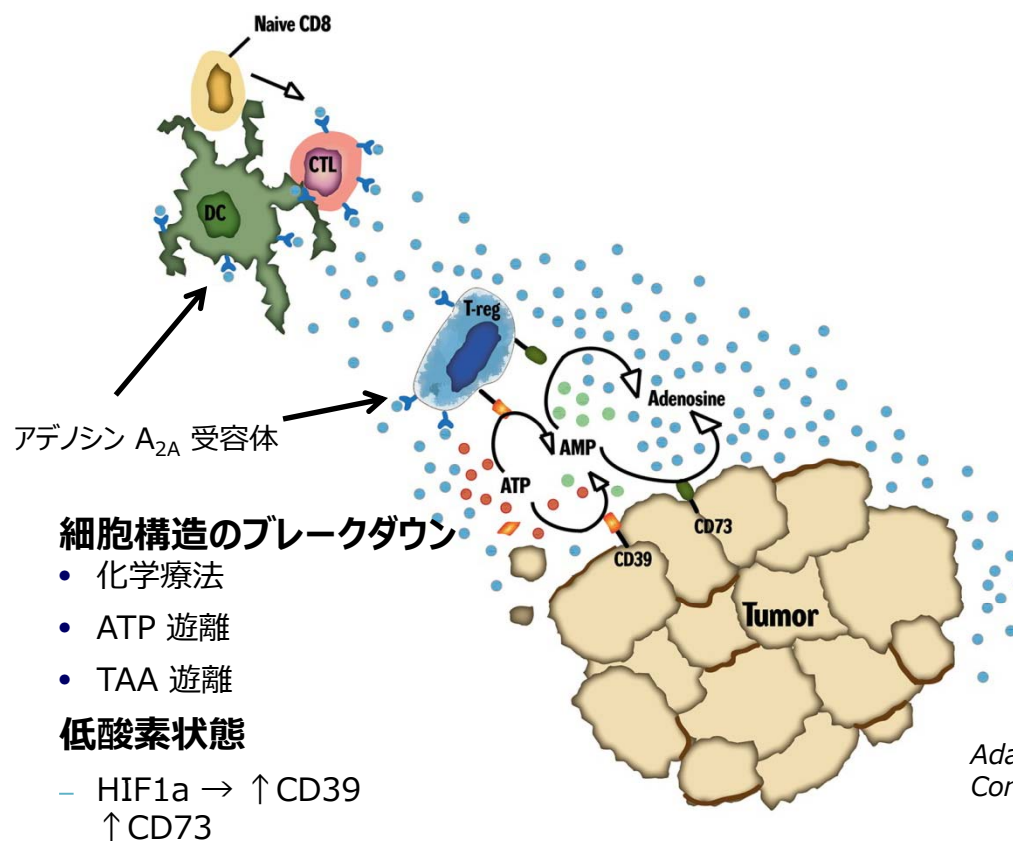 Naive CD8
CTL
DC
T-reg
Adenosine
アデノシン A2A 受容体
AMP
ATP
CD73
CD39
Tumor
細胞構造のブレークダウン
• 化学療法
• ATP 遊離
• TAA 遊離
低酸素状態
– HIF1a → ↑CD39
↑CD73